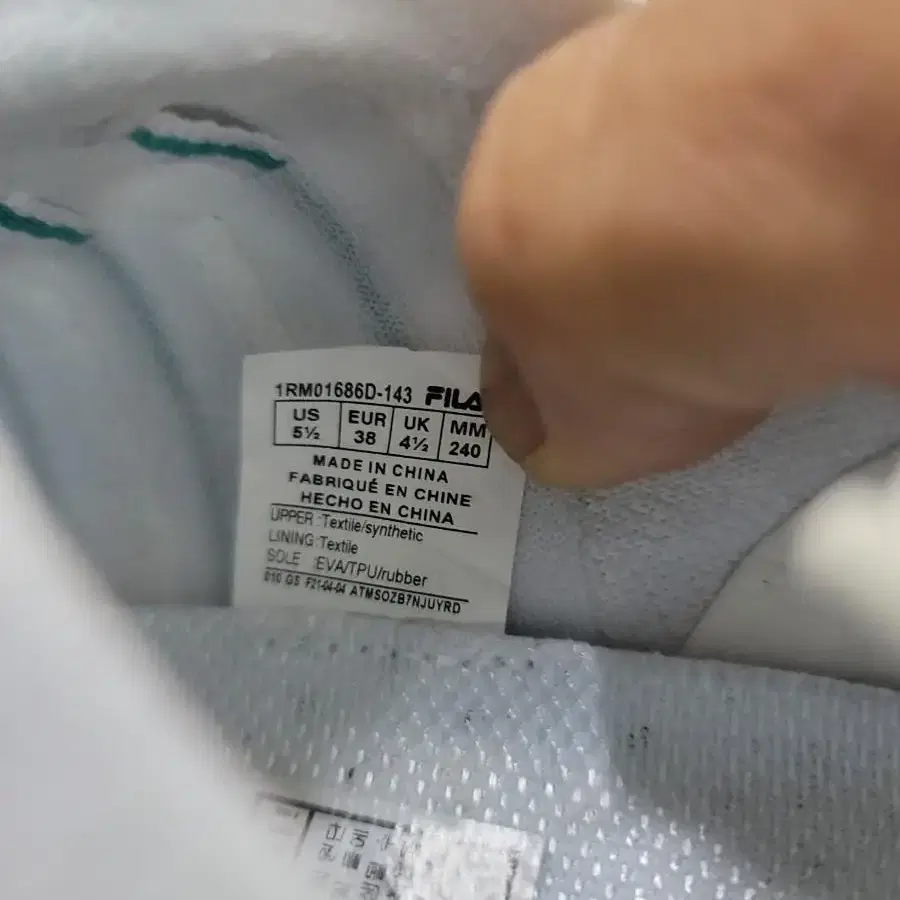 1RM01686D-143 FILA
US EUR UK MM
5½ 38 4½ 240
MADE IN CHINA
FABRIQUÉ EN CHINE
HECHO EN CHINA
UPPER :Textile/synthetic
LINING:Textile
SOLE :EVA/TPU/rubber
010 GS F21-04-04 ATMSOZB7NJUYRD